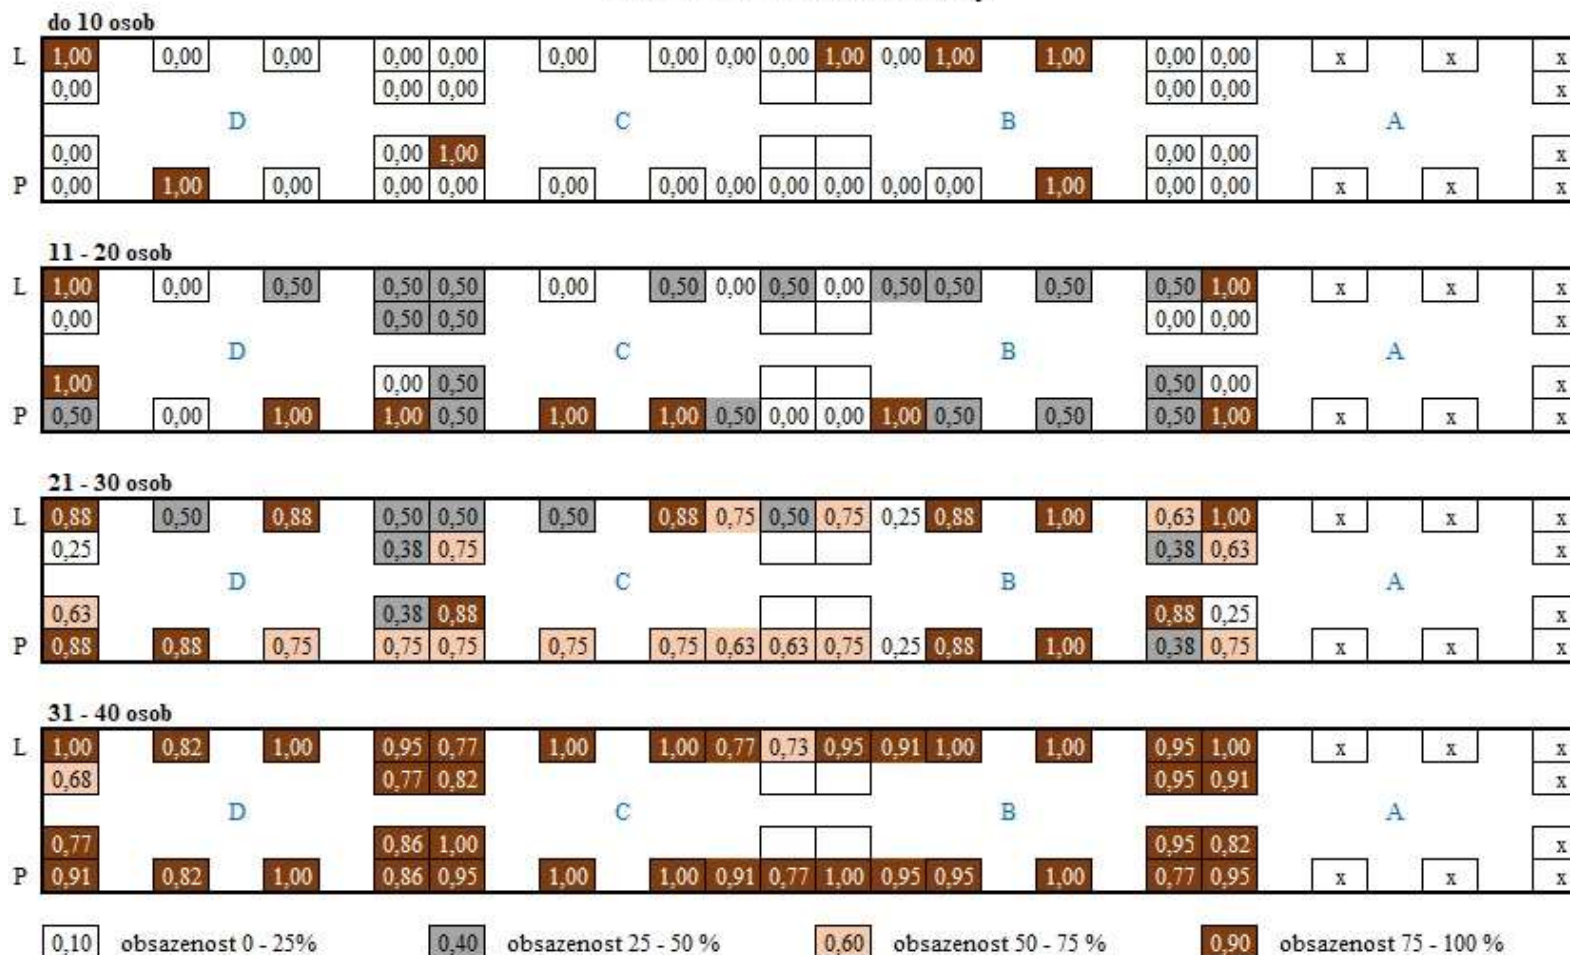 do 10 osob
L 1,00 0,00 0,00 0,00 0,00 0,00 0,00 0,00 0,00 1,00 0,00 1,00 1,00 0,00 0,00 x x x
0,00 0,00 0,00 0,00 0,00 x
D C B A
0,00 0,00 1,00 0,00 0,00 x
P 0,00 1,00 0,00 0,00 0,00 0,00 0,00 0,00 0,00 0,00 0,00 0,00 1,00 0,00 0,00 x x x
11 - 20 osob
L 1,00 0,00 0,50 0,50 0,50 0,00 0,50 0,00 0,50 0,00 0,50 0,50 0,50 0,50 1,00 x x x
0,00 0,50 0,50 0,00 0,00 x
D C B A
1,00 0,00 0,50 0,50 0,00 x
P 0,50 0,00 1,00 1,00 0,50 1,00 1,00 0,50 0,00 0,00 1,00 0,50 0,50 0,50 1,00 x x x
21 - 30 osob
L 0,88 0,50 0,88 0,50 0,50 0,50 0,88 0,75 0,50 0,75 0,25 0,88 1,00 0,63 1,00 x x x
0,25 0,38 0,75 0,38 0,63 x
D C B A
0,63 0,38 0,88 0,88 0,25 x
P 0,88 0,88 0,75 0,75 0,75 0,75 0,75 0,63 0,63 0,75 0,25 0,88 1,00 0,38 0,75 x x x
31 - 40 osob
L 1,00 0,82 1,00 0,95 0,77 1,00 1,00 0,77 0,73 0,95 0,91 1,00 1,00 0,95 1,00 x x x
0,68 0,77 0,82 0,95 0,91 x
D C B A
0,77 0,86 1,00 0,95 0,82 x
P 0,91 0,82 1,00 0,86 0,95 1,00 1,00 0,91 0,77 1,00 0,95 0,95 1,00 0,77 0,95 x x x
0,10 obsazenost 0 - 25% 0,40 obsazenost 25 - 50 % 0,60 obsazenost 50 - 75 % 0,90 obsazenost 75 - 100 %